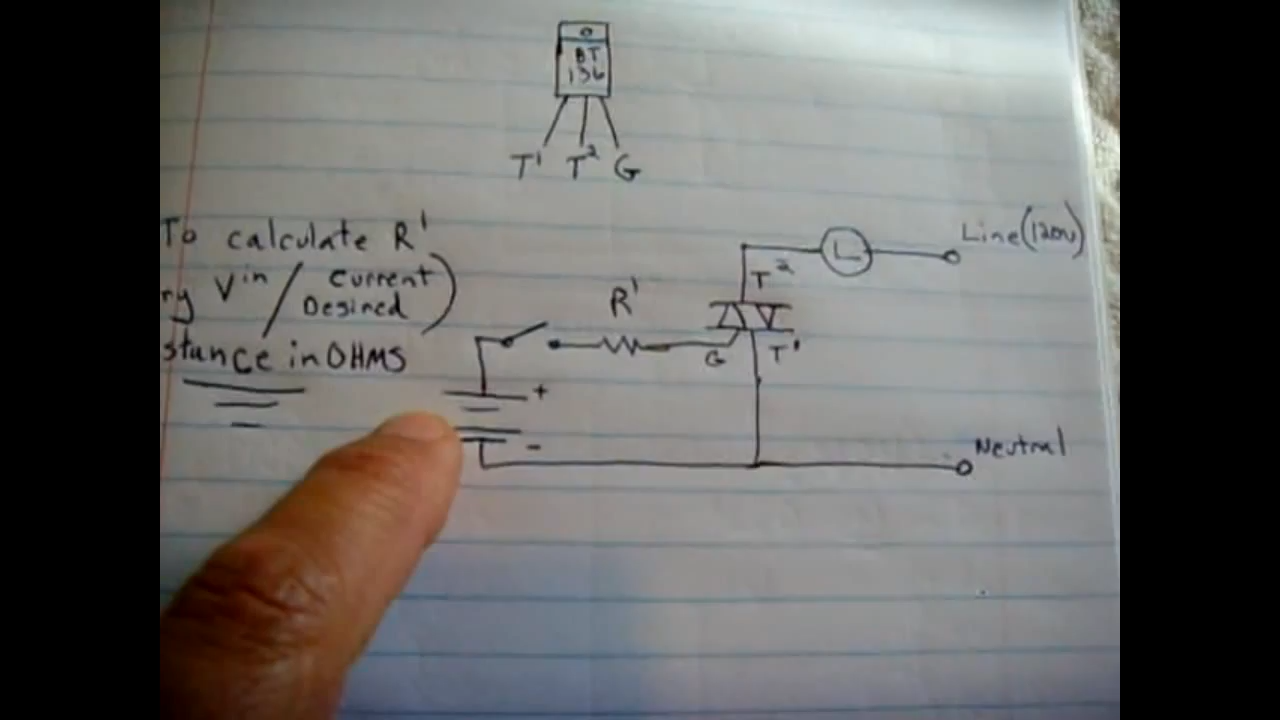 BT
136
T1 T2 G
To calculate R1
Vin / Current
Desired)
stance in OHMS
R1
T2
L
Line(120V)
G
T1
+
-
Neutral